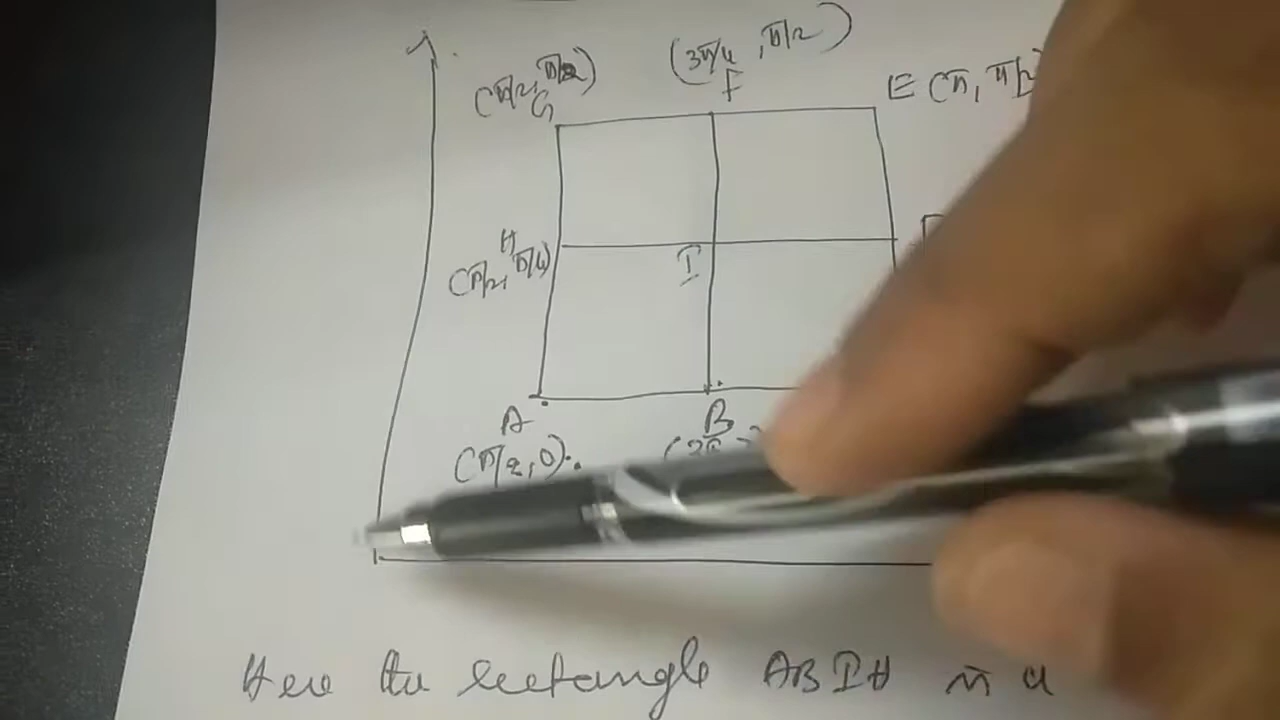 (3π/4, π/2)
(π/2, π/2)
G
F
E (π, π/2
H
(π/2, π/4)
I
A
B
(π/2, 0)
Here the rectangle ABIH is a